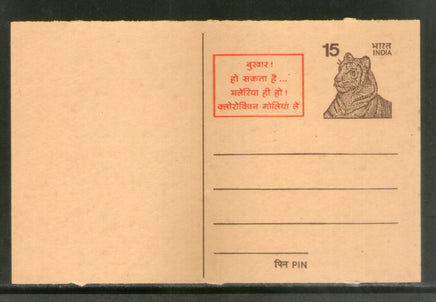 बुखार !
हो सकता है ...
मलेरिया ही हो !
क्लोरोक्विन गोलियां लें
15 भारत
INDIA
पिन PIN